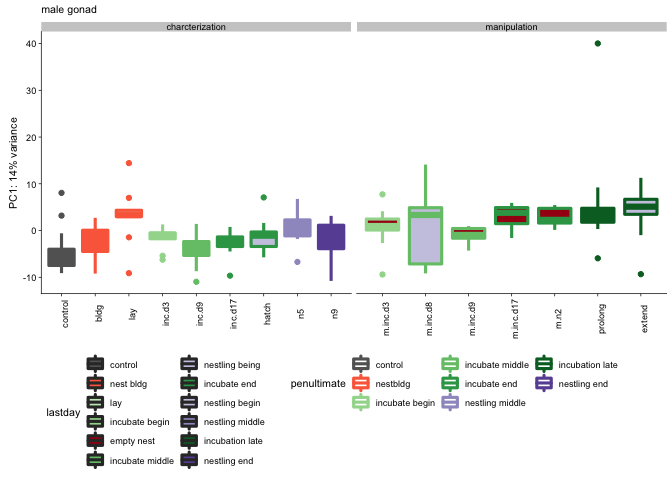 male gonad
charcterization
manipulation
PC1: 14% variance
40
30
20
10
0
-10
control
bldg
lay
inc.d3
inc.d9
inc.d17
hatch
n5
n9
m.inc.d3
m.inc.d8
m.inc.d9
m.inc.d17
m.n2
prolong
extend
lastday
control
nest bldg
lay
incubate begin
empty nest
incubate middle
nestling being
incubate end
nestling begin
nestling middle
incubation late
nestling end
penultimate
control
nestbldg
incubate begin
incubate middle
incubate end
nestling middle
incubation late
nestling end